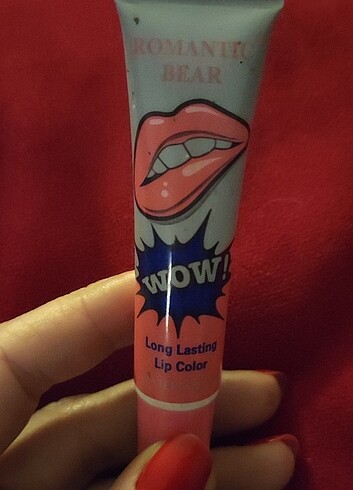 ROMANTIC
BEAR
WOW!
Long Lasting
Lip Color